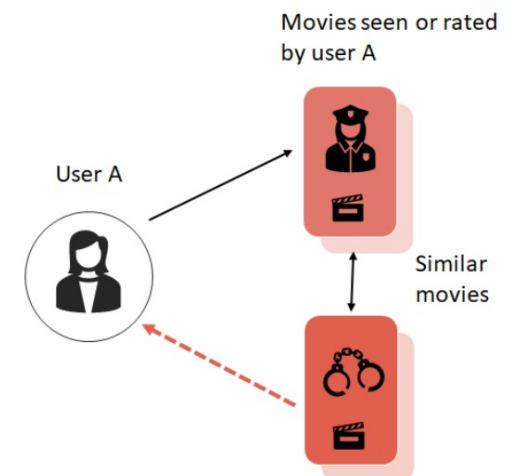 Movies seen or rated
by user A
User A
Similar
movies